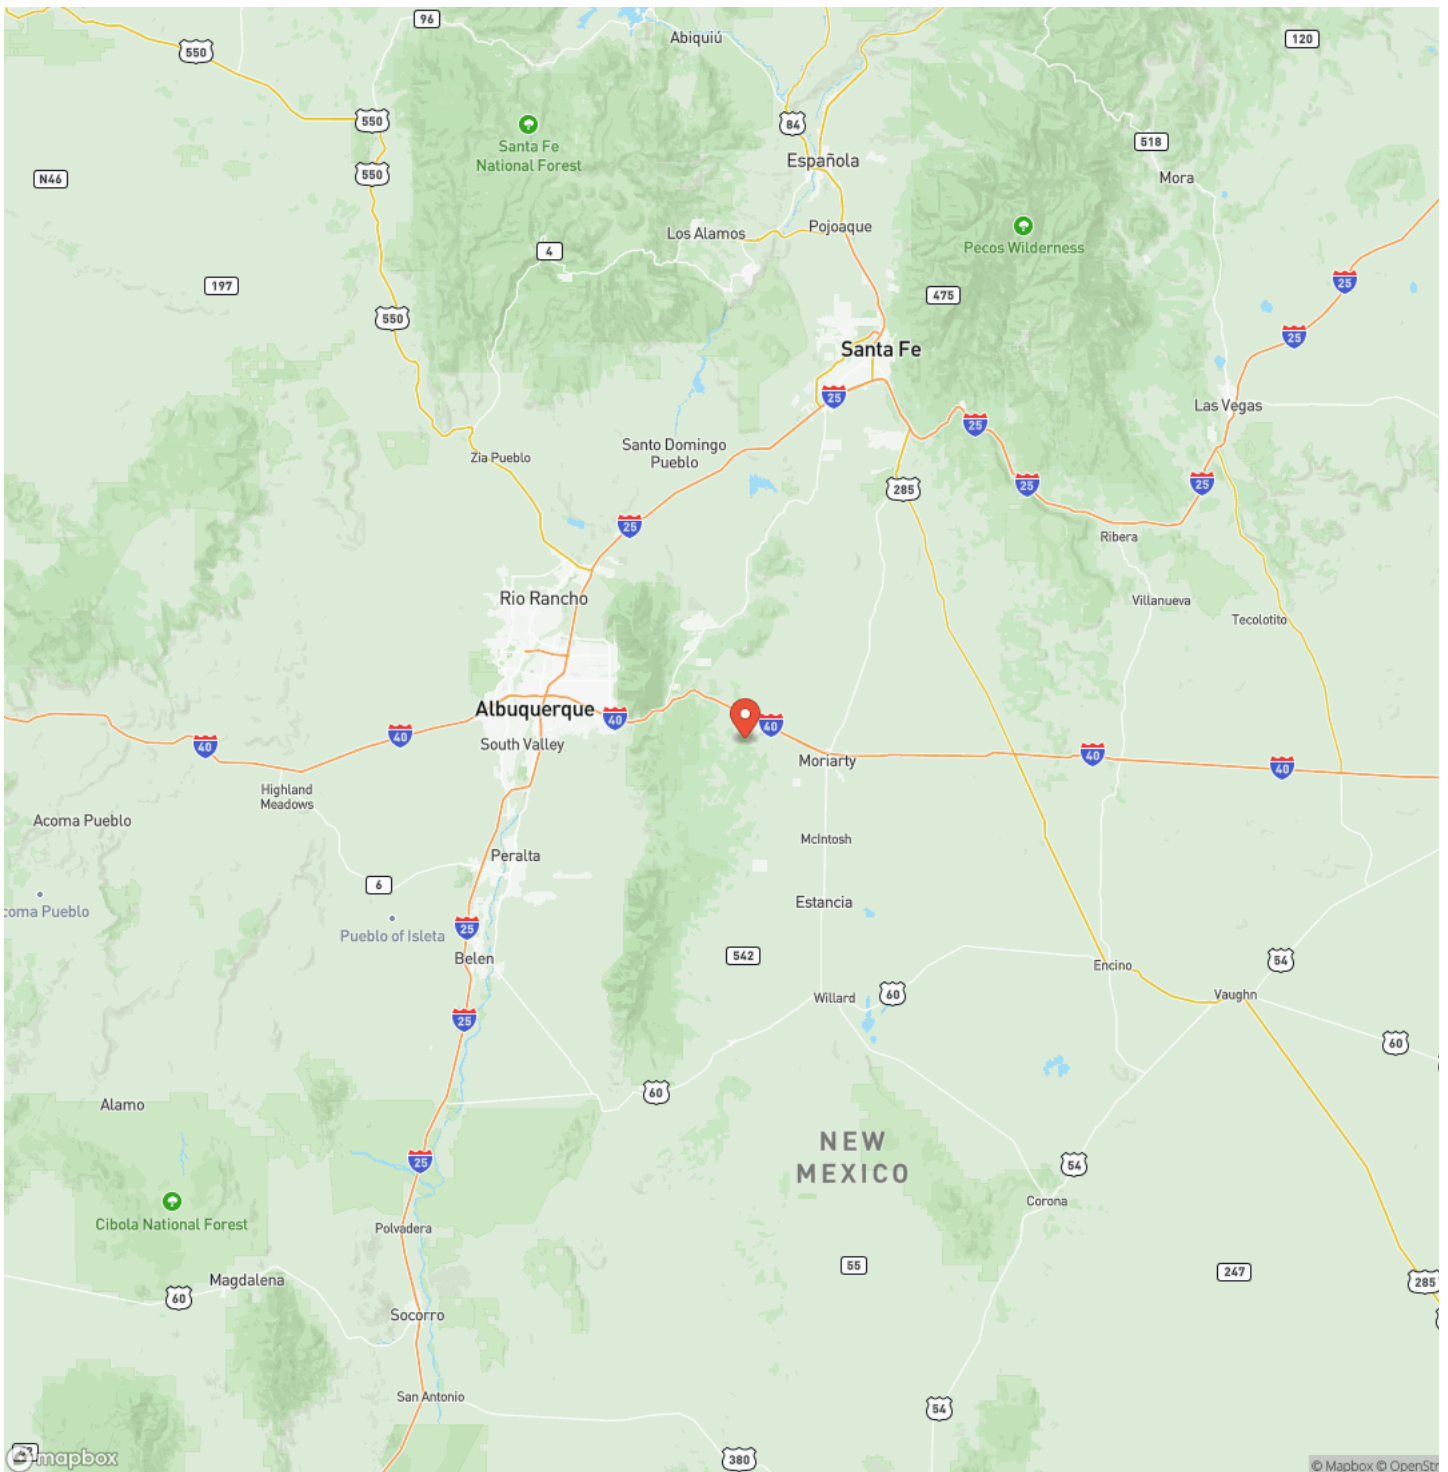 96
Abiquiú
120
550
550
84
518
Santa Fe
National Forest
Española
550
N46
Mora
Los Alamos
Pojoaque
4
Pecos Wilderness
197
475
25
550
25
Santa Fe
25
Las Vegas
25
Santo Domingo
Pueblo
Zia Pueblo
285
25
25
25
Ribera
Rio Rancho
Villanueva
Tecolotito
Albuquerque
40
40
40
40
South Valley
40
40
Moriarty
Highland
Meadows
Acoma Pueblo
McIntosh
Peralta
6
Estancia
coma Pueblo
25
Pueblo of Isleta
542
Belen
54
Encino
60
Vaughn
Willard
25
60
60
Alamo
NEW
MEXICO
25
54
Cibola National Forest
Corona
Polvadera
55
247
Magdalena
285
60
Socorro
San Antonio
54
mapbox
380
© Mapbox © OpenStr